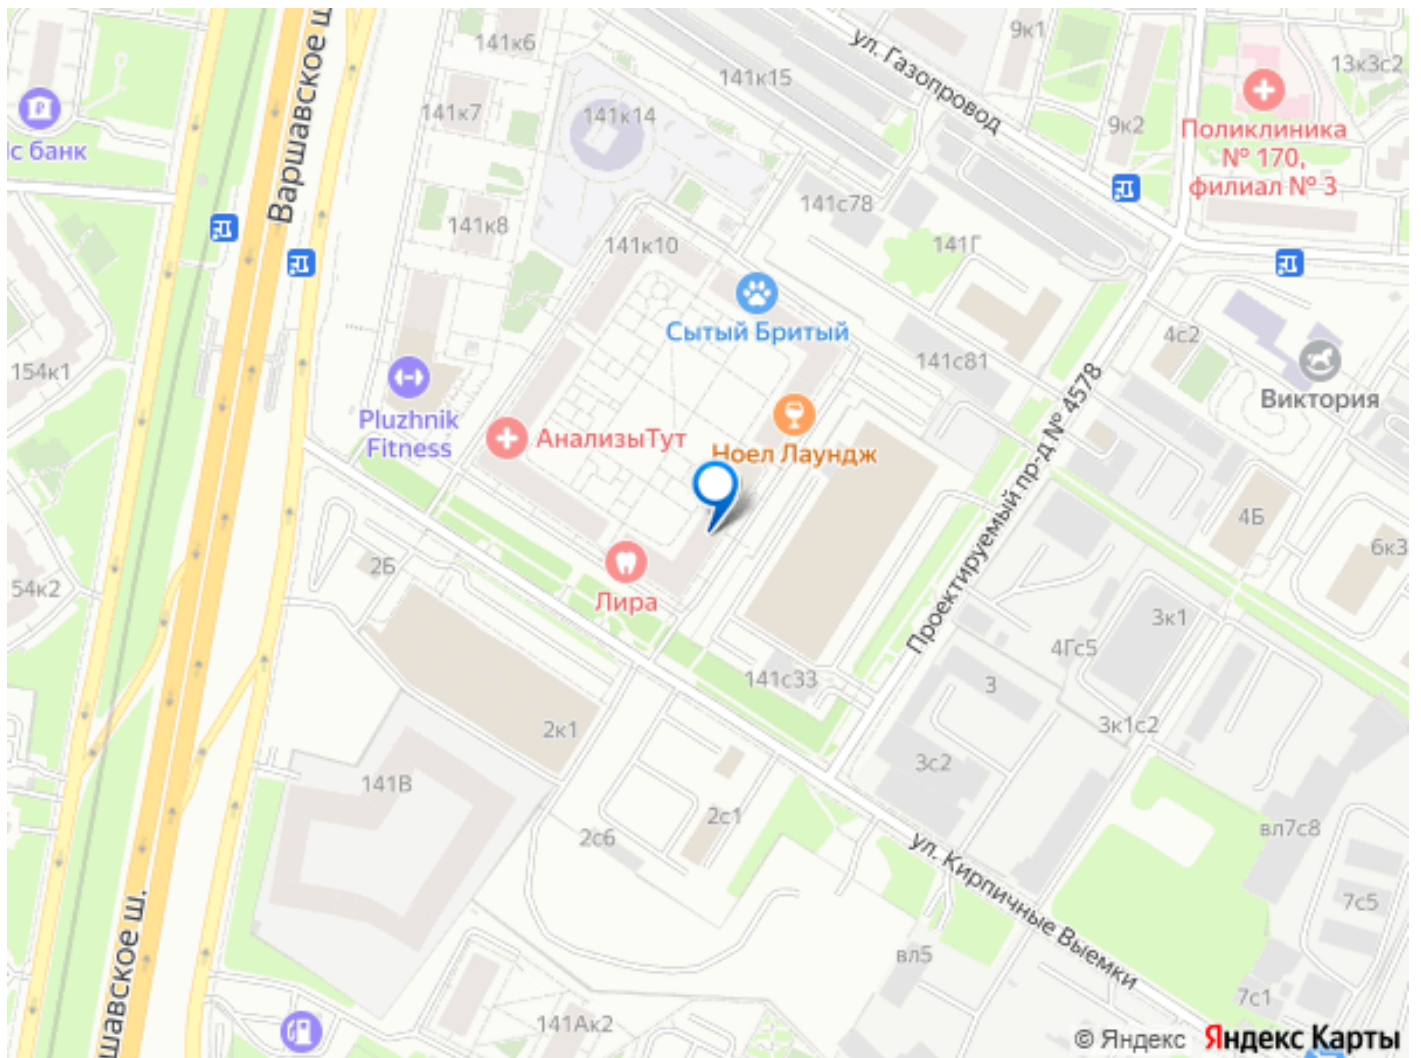 Варшавское ш
141к6
ул. Газопровод
9к1
13к3с2
141к15
141к7
141к14
9к2
Поликлиника
№ 170,
филиал № 3
с банк
141к8
141к10
141с78
141Г
Сытый Бритый
4с2
141с81
154к1
Виктория
Pluzhnik
Fitness
АнализыТут
Ноел Лаундж
Проектируемый пр-д № 4578
4Б
6к3
54к2
2Б
Лира
3к1
4Гс5
141с33
3
2к1
3к1с2
3с2
141В
2с1
2с6
вл7с8
ул. Кирпичные Выемки
7с5
шавское ш.
вл5
7с1
141Ак2
© Яндекс Яндекс Карты